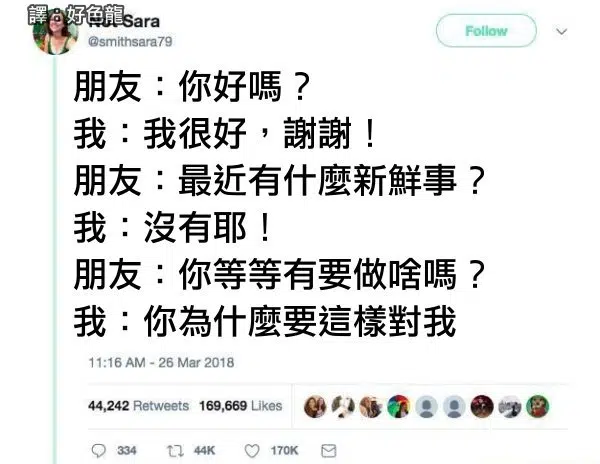 譯：好色龍
Not Sara
@smithsara79
Follow
朋友：你好嗎？
我：我很好，謝謝！
朋友：最近有什麼新鮮事？
我：沒有耶！
朋友：你等等有要做啥嗎？
我：你為什麼要這樣對我
11:16 AM - 26 Mar 2018
44,242 Retweets 169,669 Likes
334 44K 170K